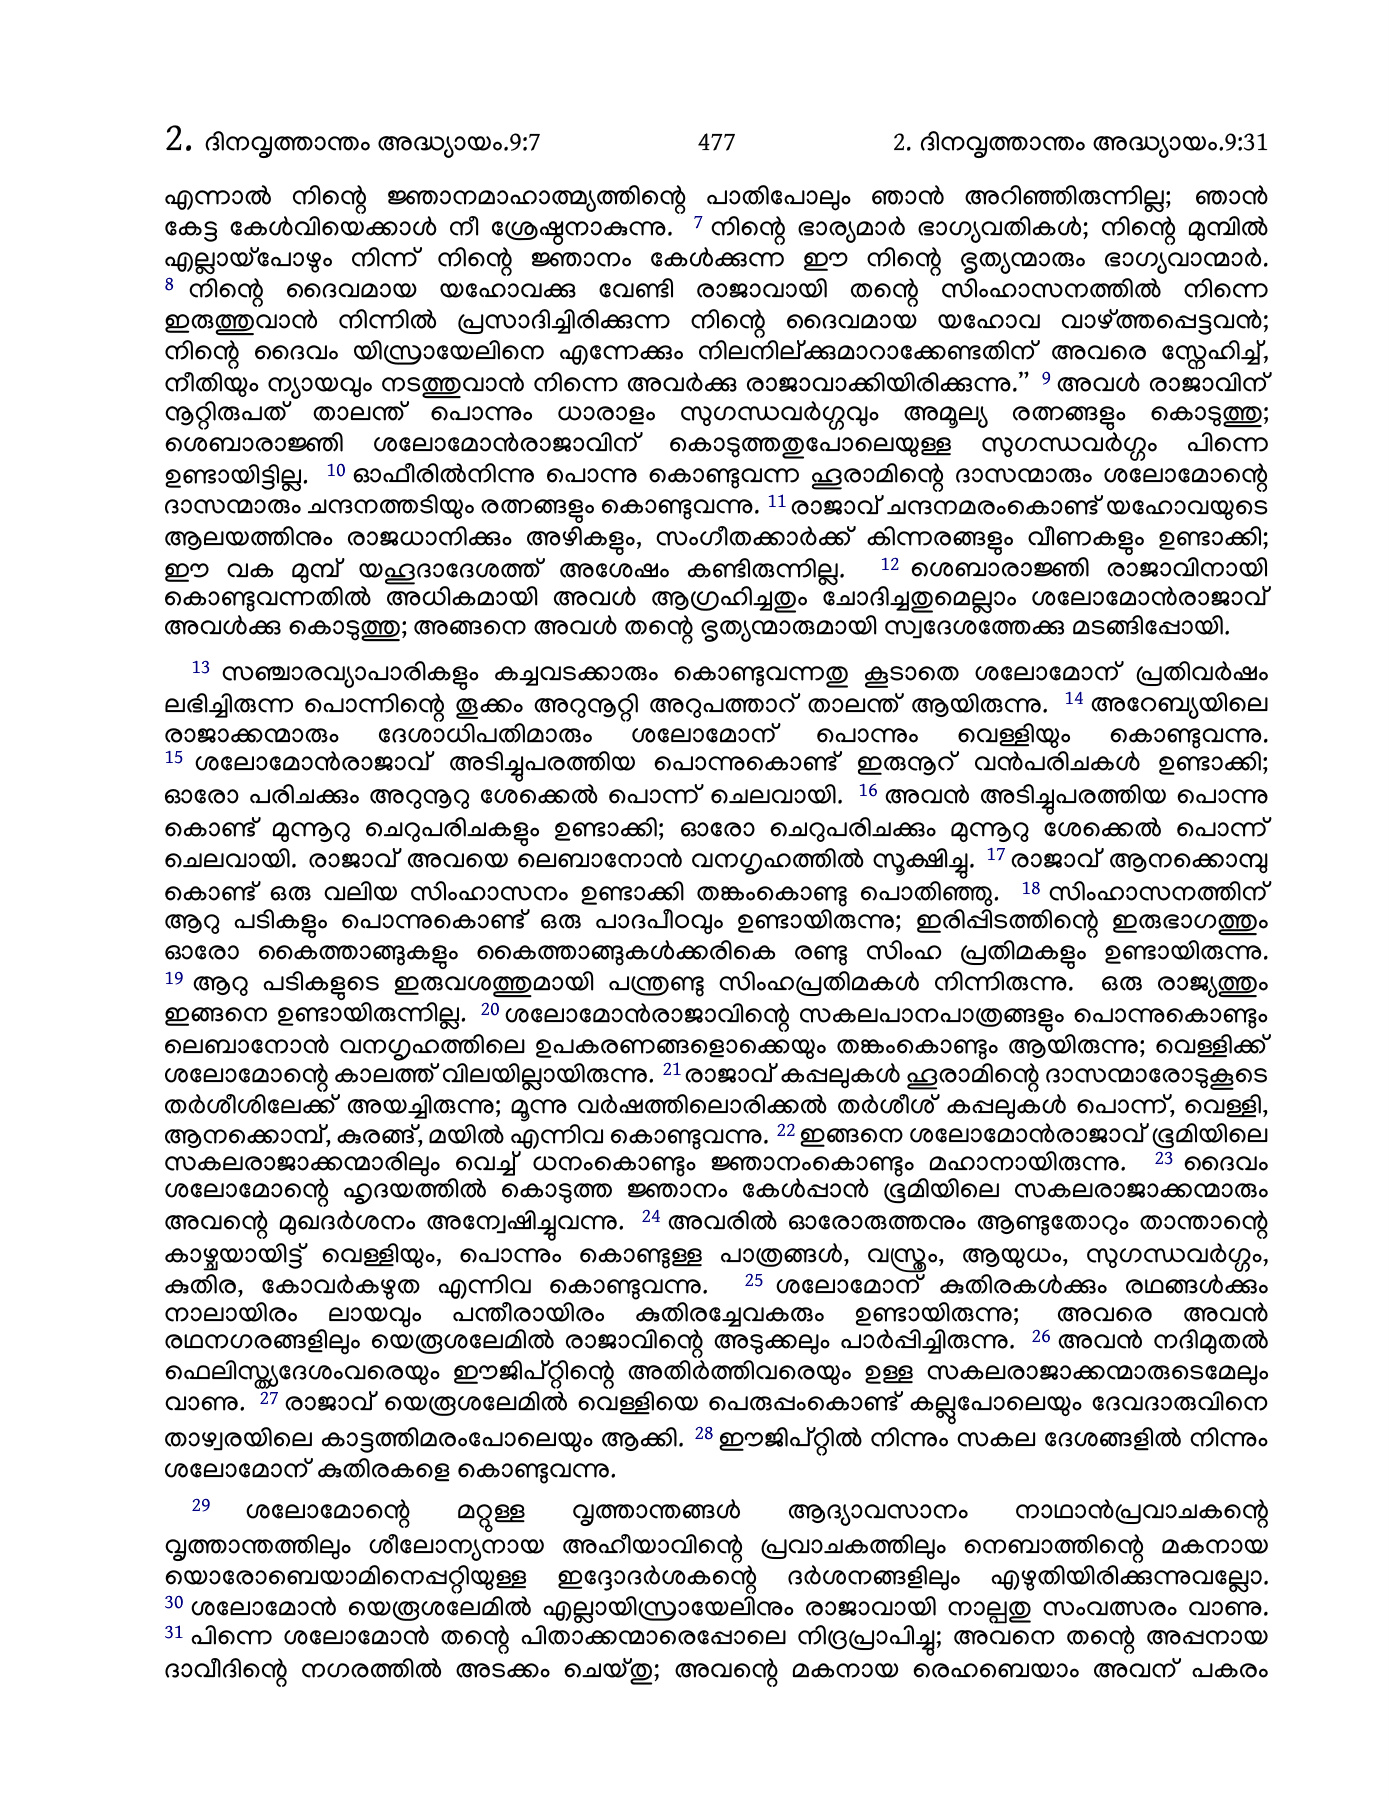 2. ദിനവൃത്താന്തം അദ്ധ്യായം.9:7 477 2. ദിനവൃത്താന്തം അദ്ധ്യായം.9:31
എന്നാൽ നിന്റെ ജ്ഞാനമാഹാത്മ്യത്തിന്റെ പാതിപോലും ഞാൻ അറിഞ്ഞിരുന്നില്ല; ഞാൻ
കേട്ട കേൾവിയെക്കാൾ നീ ശ്രേഷ്ഠനാകുന്നു. 7 നിന്റെ ഭാര്യമാർ ഭാഗ്യവതികൾ; നിന്റെ മുമ്പിൽ
എല്ലായ്പോഴും നിന്ന് നിന്റെ ജ്ഞാനം കേൾക്കുന്ന ഈ നിന്റെ ഭൃത്യന്മാരും ഭാഗ്യവാന്മാർ.
8 നിന്റെ ദൈവമായ യഹോവക്കു വേണ്ടി രാജാവായി തന്റെ സിംഹാസനത്തിൽ നിന്നെ
ഇരുത്തുവാൻ നിന്നിൽ പ്രസാദിച്ചിരിക്കുന്ന നിന്റെ ദൈവമായ യഹോവ വാഴ്ത്തപ്പെട്ടവൻ;
നിന്റെ ദൈവം യിസ്രായേലിനെ എന്നേക്കും നിലനില്ക്കുമാറാക്കേണ്ടതിന് അവരെ സ്നേഹിച്ച്,
നീതിയും ന്യായവും നടത്തുവാൻ നിന്നെ അവർക്കു രാജാവാക്കിയിരിക്കുന്നു.” 9 അവൾ രാജാവിന്
നൂറ്റിരുപത് താലന്ത് പൊന്നും ധാരാളം സുഗന്ധവർഗ്ഗവും അമൂല്യ രത്നങ്ങളും കൊടുത്തു;
ശെബാരാജ്ഞി ശലോമോൻരാജാവിന് കൊടുത്തതുപോലെയുള്ള സുഗന്ധവർഗ്ഗം പിന്നെ
ഉണ്ടായിട്ടില്ല. 10 ഓഫീരിൽനിന്നു പൊന്നു കൊണ്ടുവന്ന ഹൂരാമിന്റെ ദാസന്മാരും ശലോമോന്റെ
ദാസന്മാരും ചന്ദനത്തടിയും രത്നങ്ങളും കൊണ്ടുവന്നു. 11 രാജാവ് ചന്ദനമരംകൊണ്ട് യഹോവയുടെ
ആലയത്തിനും രാജധാനിക്കും അഴികളും, സംഗീതക്കാർക്ക് കിന്നരങ്ങളും വീണകളും ഉണ്ടാക്കി;
ഈ വക മുമ്പ് യഹൂദാദേശത്ത് അശേഷം കണ്ടിരുന്നില്ല. 12 ശെബാരാജ്ഞി രാജാവിനായി
കൊണ്ടുവന്നതിൽ അധികമായി അവൾ ആഗ്രഹിച്ചതും ചോദിച്ചതുമെല്ലാം ശലോമോൻരാജാവ്
അവൾക്കു കൊടുത്തു; അങ്ങനെ അവൾ തന്റെ ഭൃത്യന്മാരുമായി സ്വദേശത്തേക്കു മടങ്ങിപ്പോയി.
13 സഞ്ചാരവ്യാപാരികളും കച്ചവടക്കാരും കൊണ്ടുവന്നതു കൂടാതെ ശലോമോന് പ്രതിവർഷം
ലഭിച്ചിരുന്ന പൊന്നിന്റെ തൂക്കം അറുനൂറ്റി അറുപത്താറ് താലന്ത് ആയിരുന്നു. 14 അറേബ്യയിലെ
രാജാക്കന്മാരും ദേശാധിപതിമാരും ശലോമോന് പൊന്നും വെള്ളിയും കൊണ്ടുവന്നു.
15 ശലോമോൻരാജാവ് അടിച്ചുപരത്തിയ പൊന്നുകൊണ്ട് ഇരുനൂറ് വൻപരിചകൾ ഉണ്ടാക്കി;
ഓരോ പരിചക്കും അറുനൂറു ശേക്കെൽ പൊന്ന് ചെലവായി. 16 അവൻ അടിച്ചുപരത്തിയ പൊന്നു
കൊണ്ട് മുന്നൂറു ചെറുപരിചകളും ഉണ്ടാക്കി; ഓരോ ചെറുപരിചക്കും മുന്നൂറു ശേക്കെൽ പൊന്ന്
ചെലവായി. രാജാവ് അവയെ ലെബാനോൻ വനഗൃഹത്തിൽ സൂക്ഷിച്ചു. 17 രാജാവ് ആനക്കൊമ്പു
കൊണ്ട് ഒരു വലിയ സിംഹാസനം ഉണ്ടാക്കി തങ്കംകൊണ്ടു പൊതിഞ്ഞു. 18 സിംഹാസനത്തിന്
ആറു പടികളും പൊന്നുകൊണ്ട് ഒരു പാദപീഠവും ഉണ്ടായിരുന്നു; ഇരിപ്പിടത്തിന്റെ ഇരുഭാഗത്തും
ഓരോ കൈത്താങ്ങുകളും കൈത്താങ്ങുകൾക്കരികെ രണ്ടു സിംഹ പ്രതിമകളും ഉണ്ടായിരുന്നു.
19 ആറു പടികളുടെ ഇരുവശത്തുമായി പന്ത്രണ്ടു സിംഹപ്രതിമകൾ നിന്നിരുന്നു. ഒരു രാജ്യത്തും
ഇങ്ങനെ ഉണ്ടായിരുന്നില്ല. 20 ശലോമോൻരാജാവിന്റെ സകലപാനപാത്രങ്ങളും പൊന്നുകൊണ്ടും
ലെബാനോൻ വനഗൃഹത്തിലെ ഉപകരണങ്ങളൊക്കെയും തങ്കംകൊണ്ടും ആയിരുന്നു; വെള്ളിക്ക്
ശലോമോന്റെ കാലത്ത് വിലയില്ലായിരുന്നു. 21 രാജാവ് കപ്പലുകൾ ഹൂരാമിന്റെ ദാസന്മാരോടുകൂടെ
തർശീശിലേക്ക് അയച്ചിരുന്നു; മൂന്നു വർഷത്തിലൊരിക്കൽ തർശീശ് കപ്പലുകൾ പൊന്ന്, വെള്ളി,
ആനക്കൊമ്പ്, കുരങ്ങ്, മയിൽ എന്നിവ കൊണ്ടുവന്നു. 22 ഇങ്ങനെ ശലോമോൻരാജാവ് ഭൂമിയിലെ
സകലരാജാക്കന്മാരിലും വെച്ച് ധനംകൊണ്ടും ജ്ഞാനംകൊണ്ടും മഹാനായിരുന്നു. 23 ദൈവം
ശലോമോന്റെ ഹൃദയത്തിൽ കൊടുത്ത ജ്ഞാനം കേൾപ്പാൻ ഭൂമിയിലെ സകലരാജാക്കന്മാരും
അവന്റെ മുഖദർശനം അന്വേഷിച്ചുവന്നു. 24 അവരിൽ ഓരോരുത്തനും ആണ്ടുതോറും താന്താന്റെ
കാഴ്ചയായിട്ട് വെള്ളിയും, പൊന്നും കൊണ്ടുള്ള പാത്രങ്ങൾ, വസ്ത്രം, ആയുധം, സുഗന്ധവർഗ്ഗം,
കുതിര, കോവർകഴുത എന്നിവ കൊണ്ടുവന്നു. 25 ശലോമോന് കുതിരകൾക്കും രഥങ്ങൾക്കും
നാലായിരം ലായവും പന്തീരായിരം കുതിരച്ചേവകരും ഉണ്ടായിരുന്നു; അവരെ അവൻ
രഥനഗരങ്ങളിലും യെരൂശലേമിൽ രാജാവിന്റെ അടുക്കലും പാർപ്പിച്ചിരുന്നു. 26 അവൻ നദിമുതൽ
ഫെലിസ്ത്യദേശംവരെയും ഈജിപ്റ്റിന്റെ അതിർത്തിവരെയും ഉള്ള സകലരാജാക്കന്മാരുടെമേലും
വാണു. 27 രാജാവ് യെരൂശലേമിൽ വെള്ളിയെ പെരുപ്പംകൊണ്ട് കല്ലുപോലെയും ദേവദാരുവിനെ
താഴ്വരയിലെ കാട്ടത്തിമരംപോലെയും ആക്കി. 28 ഈജിപ്റ്റിൽ നിന്നും സകല ദേശങ്ങളിൽ നിന്നും
ശലോമോന് കുതിരകളെ കൊണ്ടുവന്നു.
29 ശലോമോന്റെ മറ്റുള്ള വൃത്താന്തങ്ങൾ ആദ്യാവസാനം നാഥാൻപ്രവാചകന്റെ
വൃത്താന്തത്തിലും ശീലോന്യനായ അഹീയാവിന്റെ പ്രവാചകത്തിലും നെബാത്തിന്റെ മകനായ
യൊരോബെയാമിനെപ്പറ്റിയുള്ള ഇദ്ദോദർശകന്റെ ദർശനങ്ങളിലും എഴുതിയിരിക്കുന്നുവല്ലോ.
30 ശലോമോൻ യെരൂശലേമിൽ എല്ലായിസ്രായേലിനും രാജാവായി നാല്പതു സംവത്സരം വാണു.
31 പിന്നെ ശലോമോൻ തന്റെ പിതാക്കന്മാരെപ്പോലെ നിദ്രപ്രാപിച്ചു; അവനെ തന്റെ അപ്പനായ
ദാവീദിന്റെ നഗരത്തിൽ അടക്കം ചെയ്തു; അവന്റെ മകനായ രെഹബെയാം അവന് പകരം